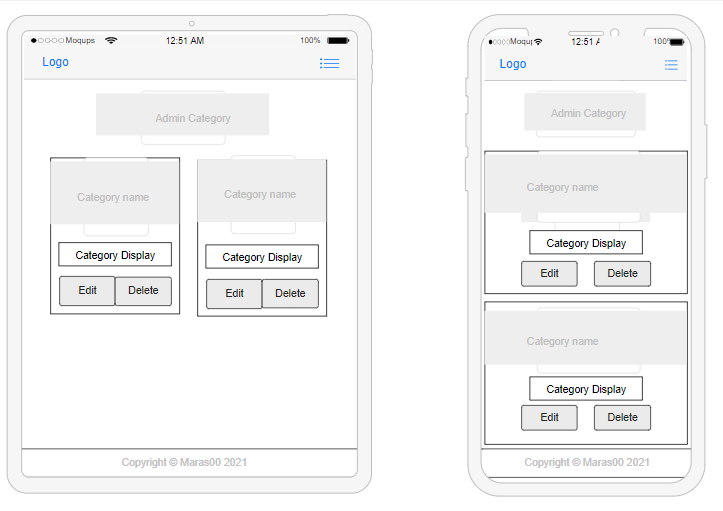 Moqups 12:51 AM 100%
Logo
Admin Category
Category name Category name
Category Display Category Display
Edit Delete Edit Delete
Copyright © Maras00 2021
Moqup 12:51 A 100%
Logo
Admin Category
Category name
Category Display
Edit Delete
Category name
Category Display
Edit Delete
Copyright © Maras00 2021